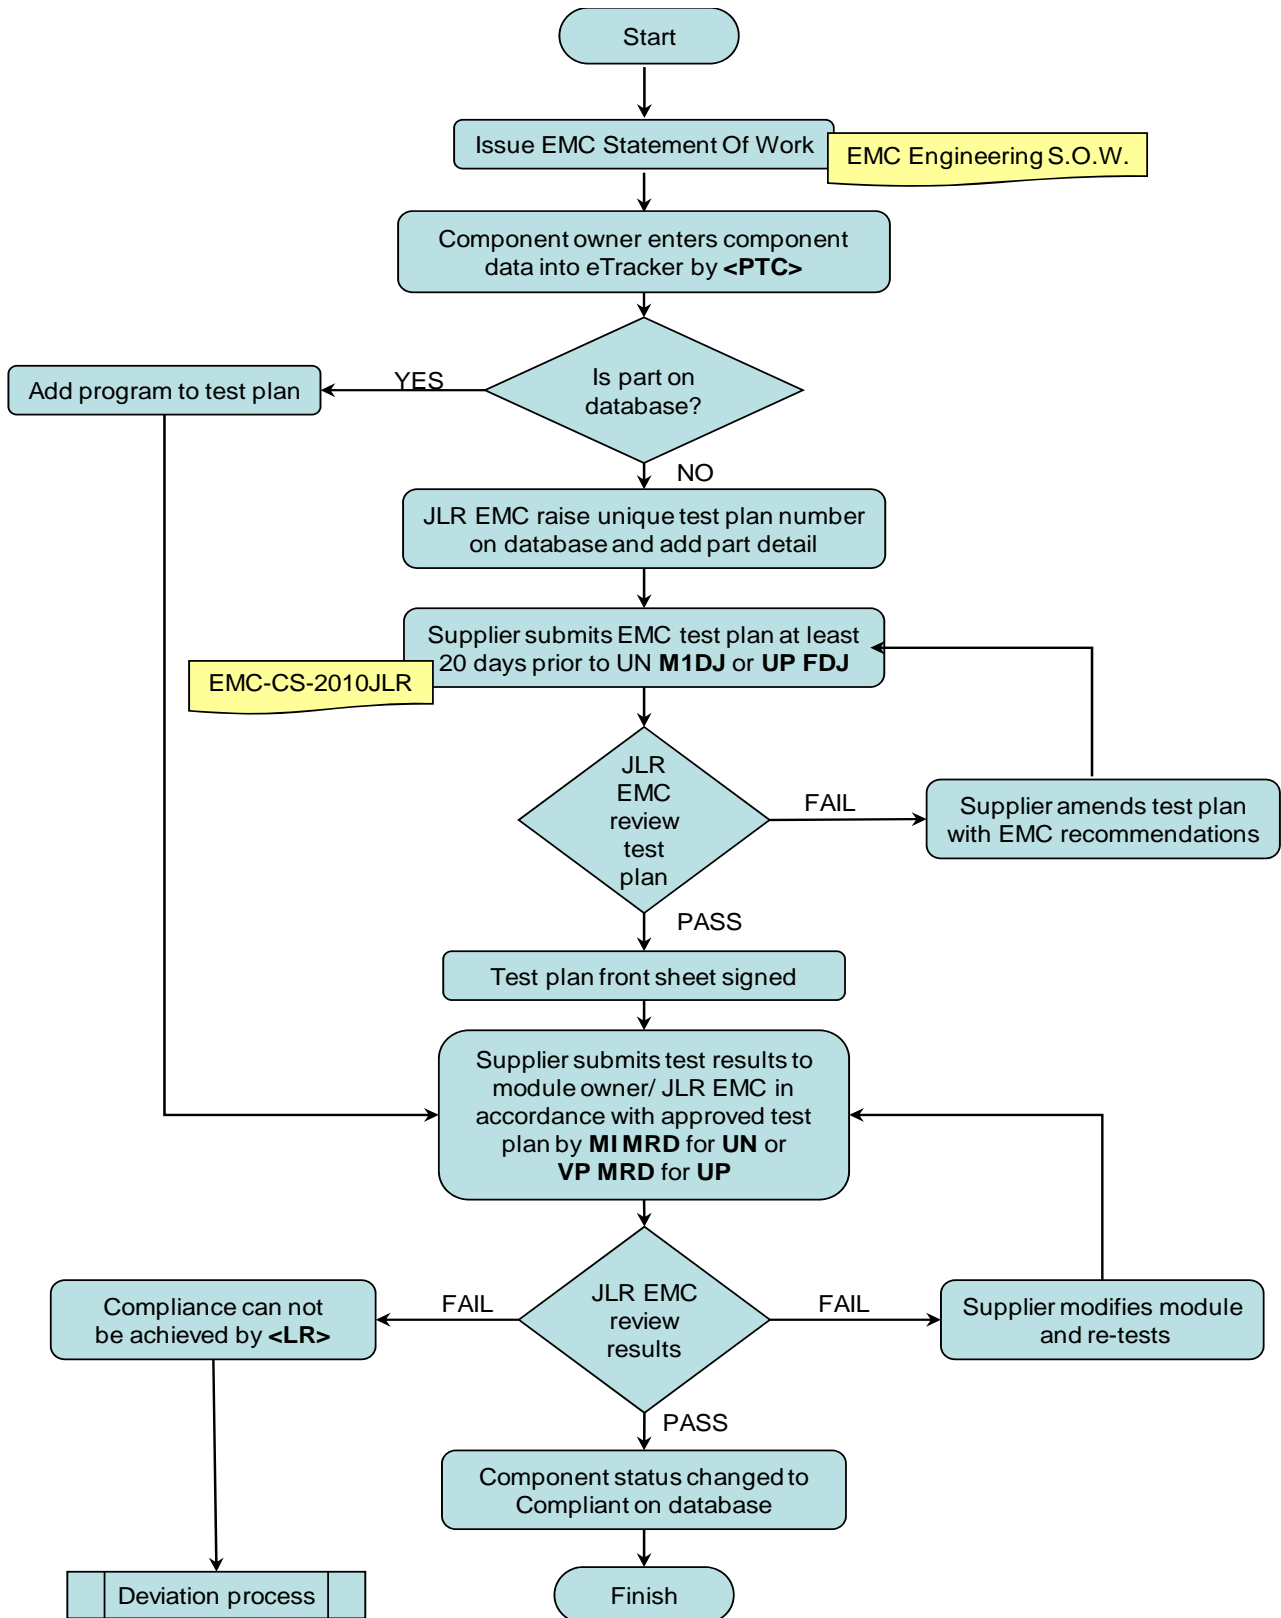 Start
Issue EMC Statement Of Work
EMC Engineering S.O.W.
Component owner enters component
data into eTracker by <PTC>
Add program to test plan
YES
Is part on
database?
NO
JLR EMC raise unique test plan number
on database and add part detail
Supplier submits EMC test plan at least
20 days prior to UN M1DJ or UP FDJ
EMC-CS-2010JLR
JLR
EMC
review
test
plan
FAIL
Supplier amends test plan
with EMC recommendations
PASS
Test plan front sheet signed
Supplier submits test results to
module owner/ JLR EMC in
accordance with approved test
plan by MI MRD for UN or
VP MRD for UP
Compliance can not
be achieved by <LR>
FAIL
JLR EMC
review
results
FAIL
Supplier modifies module
and re-tests
PASS
Component status changed to
Compliant on database
Deviation process
Finish